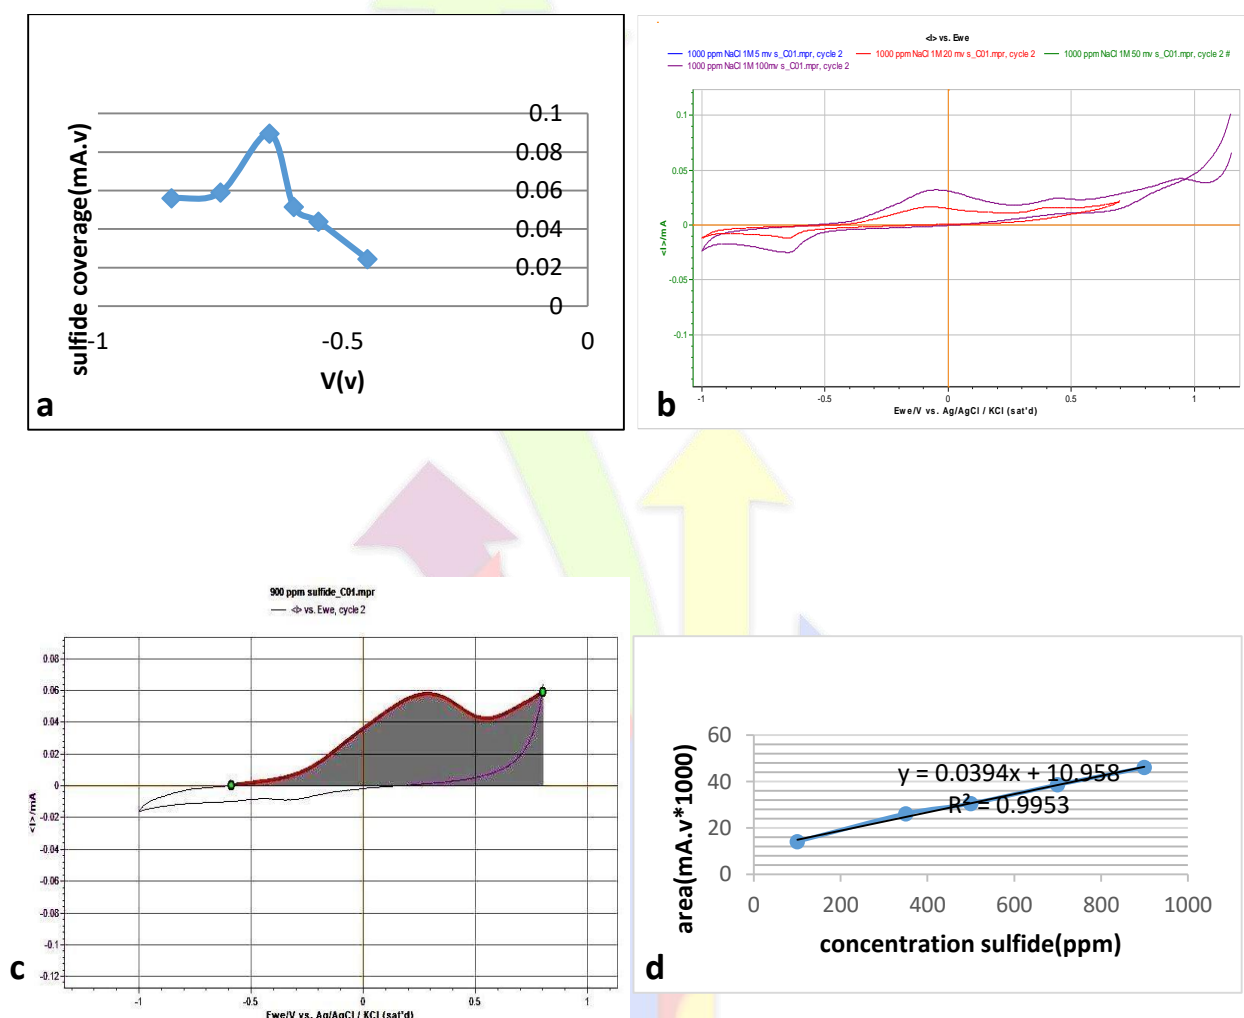 0.1
0.08
0.06
0.04
0.02
0
-1
-0.5
0
sulfide coverage(mA.v)
V(v)
a
<I> vs. Ewe
1000 ppm NaCl 1M 5 mv s_C01.mpr, cycle 2
1000 ppm NaCl 1M 20 mv s_C01.mpr, cycle 2
1000 ppm NaCl 1M 50 mv s_C01.mpr, cycle 2 #
1000 ppm NaCl 1M 100mv s_C01.mpr, cycle 2
0.1
0.05
0
-0.05
-0.1
<I>/mA
-1
-0.5
0
0.5
1
Ewe/V vs. Ag/AgCl / KCl (sat'd)
b
900 ppm sulfide_C01.mpr
<I> vs. Ewe, cycle 2
0.08
0.06
0.04
0.02
0
-0.02
-0.04
-0.06
-0.08
-0.1
-0.12
<I>/mA
-1
-0.5
0
0.5
1
Ewe/V vs. Ag/AgCl / KCl (sat'd)
c
60
40
20
0
y = 0.0394x + 10.958
R² = 0.9953
area(mA.v*1000)
0
200
400
600
800
1000
concentration sulfide(ppm)
d